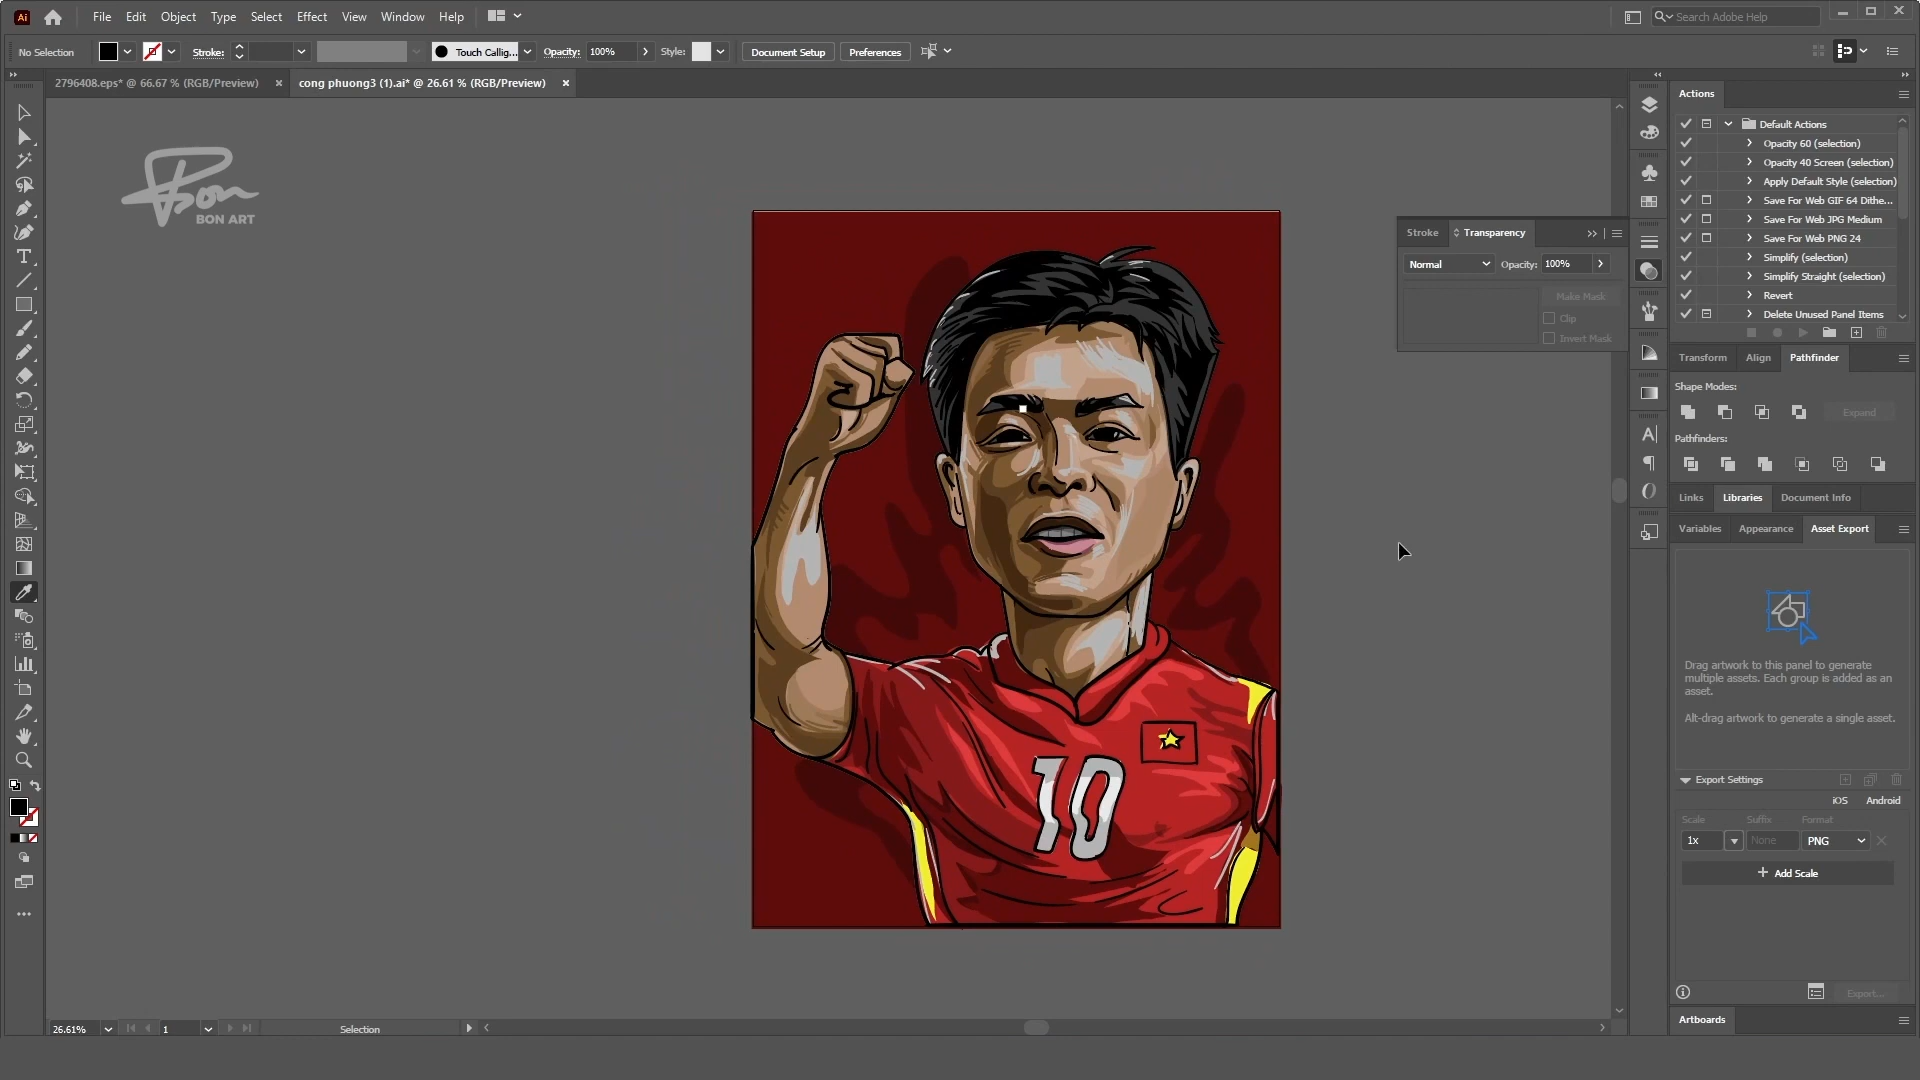 Ai File Edit Object Type Select Effect View Window Help Search Adobe Help
No Selection Stroke: Touch Callig... Opacity: 100% Style: Document Setup Preferences
2796408.eps* @ 66.67 % (RGB/Preview) cong phuong3 (1).ai* @ 26.61 % (RGB/Preview)
Bon
BON ART
10
Stroke Transparency
Normal Opacity: 100%
Make Mask
Clip
Invert Mask
Actions
Default Actions
Opacity 60 (selection)
Opacity 40 Screen (selection)
Apply Default Style (selection)
Save For Web GIF 64 Dithe...
Save For Web JPG Medium
Save For Web PNG 24
Simplify (selection)
Simplify Straight (selection)
Revert
Delete Unused Panel Items
Transform Align Pathfinder
Shape Modes:
Expand
Pathfinders:
Links Libraries Document Info
Variables Appearance Asset Export
Drag artwork to this panel to generate
multiple assets. Each group is added as an
asset.
Alt-drag artwork to generate a single asset.
Export Settings
iOS Android
Scale Suffix Format
1x None PNG
+ Add Scale
Export...
Artboards
26.61% 1 Selection